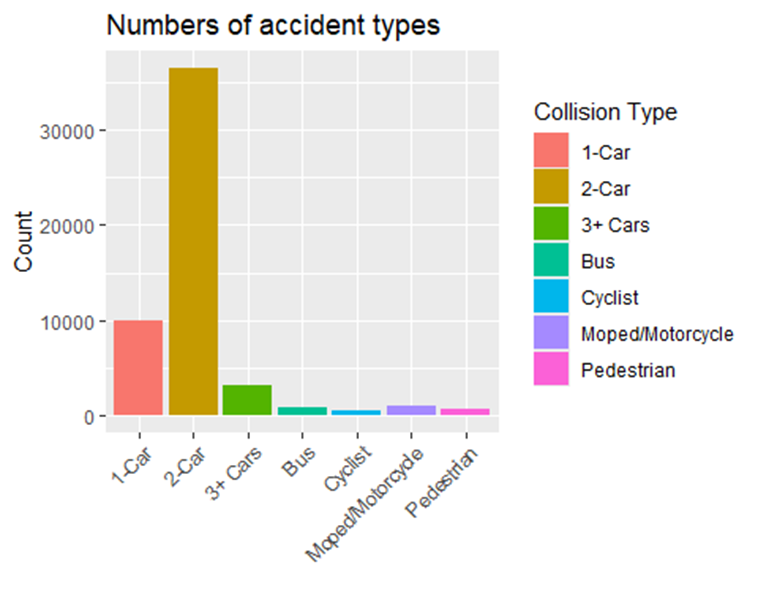 Numbers of accident types
Count
30000
20000
10000
0
1-Car
2-Car
3+ Cars
Bus
Cyclist
Moped/Motorcycle
Pedestrian
Collision Type
1-Car
2-Car
3+ Cars
Bus
Cyclist
Moped/Motorcycle
Pedestrian